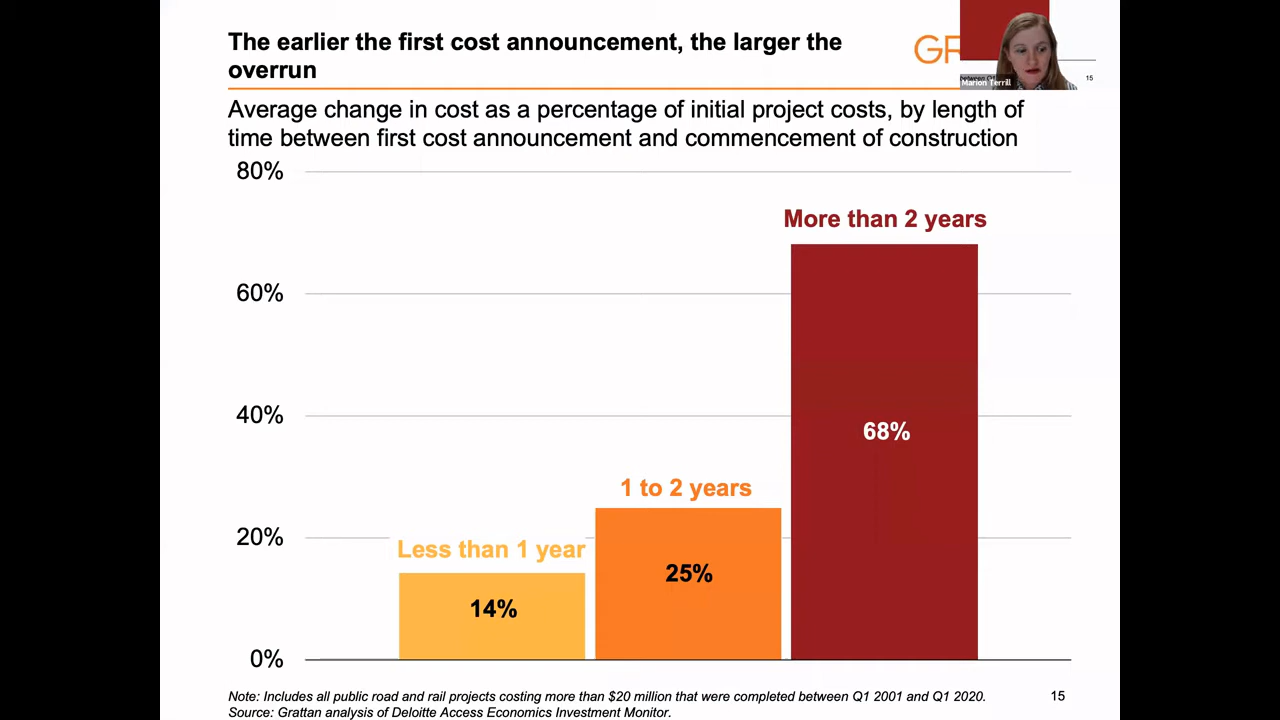 The earlier the first cost announcement, the larger the
overrun
GR
Marion Terrill
15
Average change in cost as a percentage of initial project costs, by length of
time between first cost announcement and commencement of construction
80%
More than 2 years
60%
40%
68%
1 to 2 years
20%
Less than 1 year
25%
14%
0%
Note: Includes all public road and rail projects costing more than $20 million that were completed between Q1 2001 and Q1 2020.
15
Source: Grattan analysis of Deloitte Access Economics Investment Monitor.